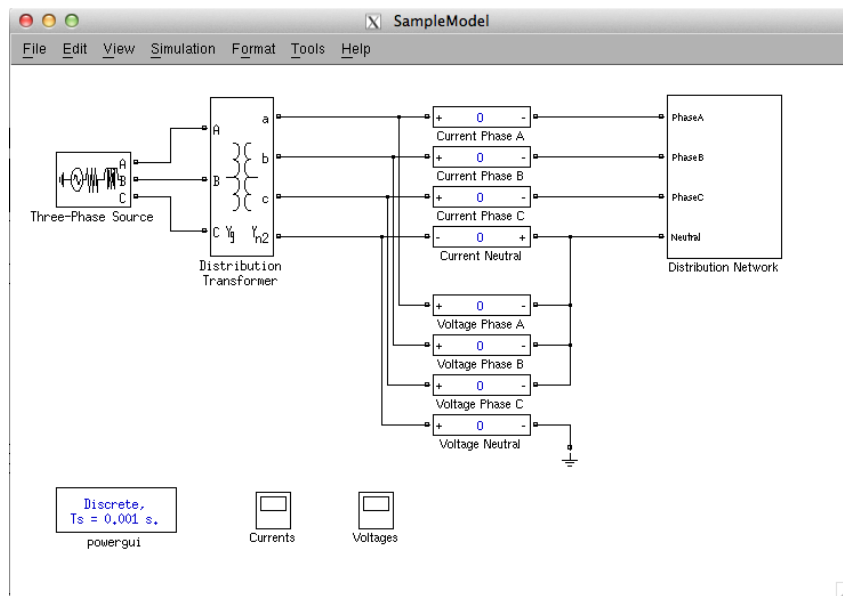 X SampleModel
File Edit View Simulation Format Tools Help
A
B
C
Three-Phase Source
A
B
C
a
b
c
Yg Yn2
Distribution
Transformer
+ 0 -
Current Phase A
+ 0 -
Current Phase B
+ 0 -
Current Phase C
- 0 +
Current Neutral
+ 0 -
Voltage Phase A
+ 0 -
Voltage Phase B
+ 0 -
Voltage Phase C
+ 0 -
Voltage Neutral
PhaseA
PhaseB
PhaseC
Neutral
Distribution Network
Discrete,
Ts = 0.001 s.
powergui
Currents
Voltages